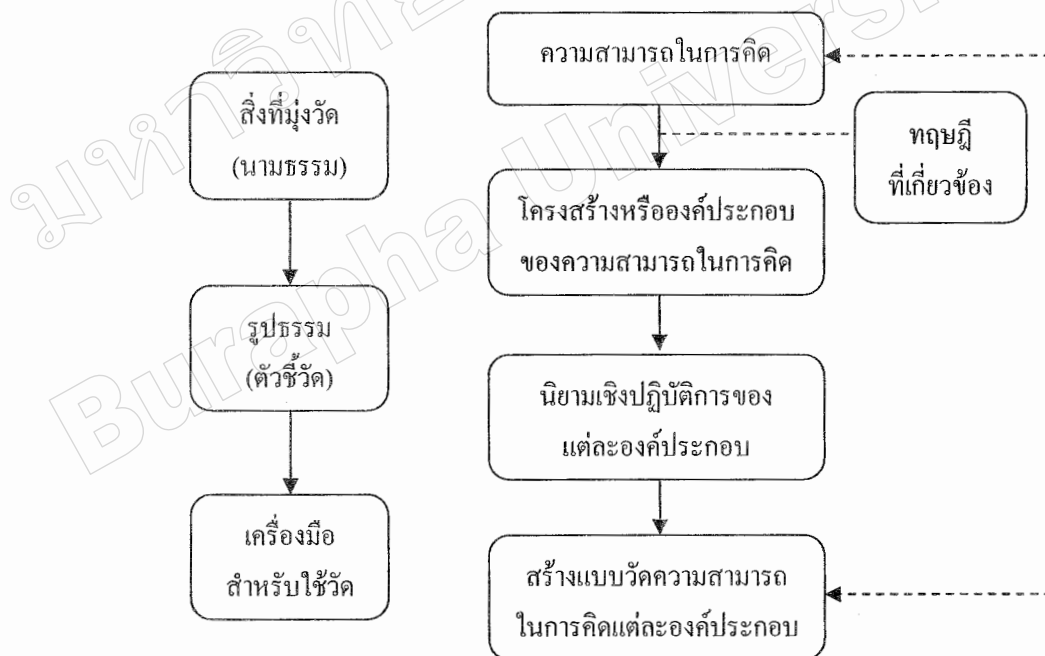 สิ่งที่มุ่งวัด
(นามธรรม)
รูปธรรม
(ตัวชี้วัด)
เครื่องมือ
สำหรับใช้วัด
ความสามารถในการคิด
ทฤษฎี
ที่เกี่ยวข้อง
โครงสร้างหรือองค์ประกอบ
ของความสามารถในการคิด
นิยามเชิงปฏิบัติการของ
แต่ละองค์ประกอบ
สร้างแบบวัดความสามารถ
ในการคิดแต่ละองค์ประกอบ
Burapha Univers